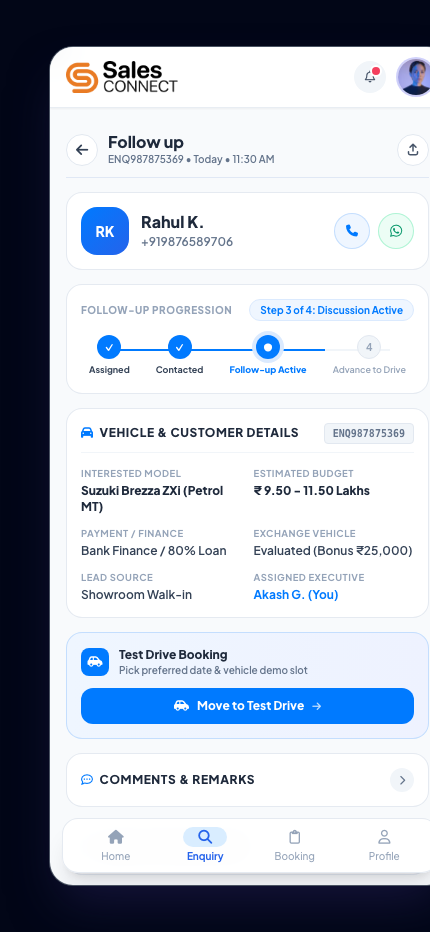 Sales
CONNECT
Follow up
ENQ987875369 • Today • 11:30 AM
RK
Rahul K.
+919876589706
FOLLOW-UP PROGRESSION
Step 3 of 4: Discussion Active
4
Assigned
Contacted
Follow-up Active
Advance to Drive
VEHICLE & CUSTOMER DETAILS
ENQ987875369
INTERESTED MODEL
Suzuki Brezza ZXi (Petrol
MT)
ESTIMATED BUDGET
₹ 9.50 – 11.50 Lakhs
PAYMENT / FINANCE
Bank Finance / 80% Loan
EXCHANGE VEHICLE
Evaluated (Bonus ₹25,000)
LEAD SOURCE
Showroom Walk-in
ASSIGNED EXECUTIVE
Akash G. (You)
Test Drive Booking
Pick preferred date & vehicle demo slot
Move to Test Drive →
COMMENTS & REMARKS
Home
Enquiry
Booking
Profile